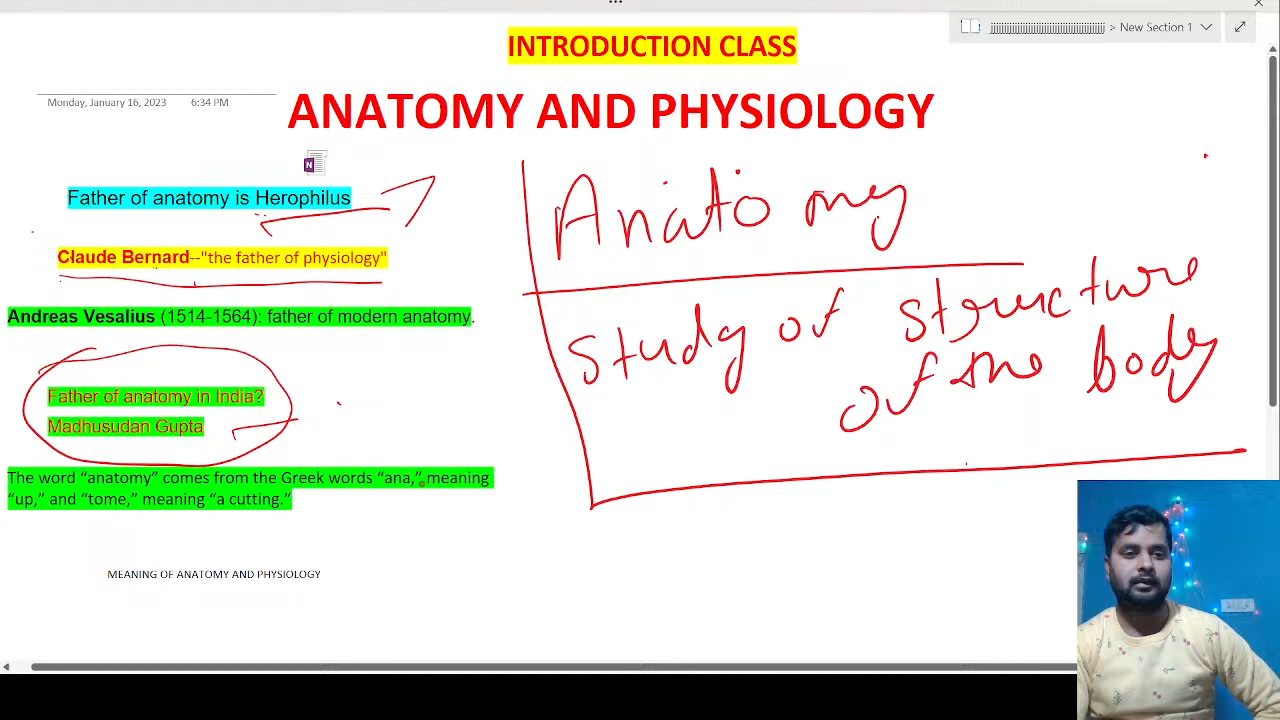 INTRODUCTION CLASS
jjjjjjjjjjjjjjjjjjjjjjjjjjjjjjjjjjjjjj > New Section 1
Monday, January 16, 2023 6:34 PM
ANATOMY AND PHYSIOLOGY
Father of anatomy is Herophilus
Claude Bernard--"the father of physiology"
Andreas Vesalius (1514-1564): father of modern anatomy.
Father of anatomy in India?
Madhusudan Gupta
The word “anatomy” comes from the Greek words “ana,” meaning
“up,” and “tome,” meaning “a cutting.”
MEANING OF ANATOMY AND PHYSIOLOGY
Anatomy
Study of structure
of the body